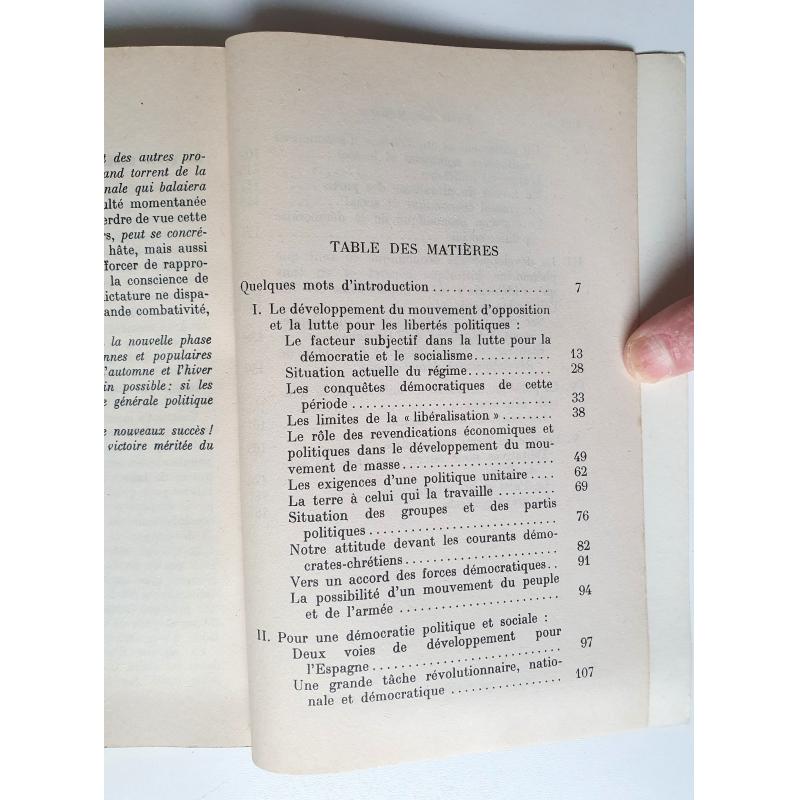 t des autres pro-
and torrent de la
nale qui balaiera
ulté momentanée
erdre de vue cette
rs, peut se concré-
hâte, mais aussi
fforcer de rappro-
la conscience de
lictature ne dispa-
ande combativité,
la nouvelle phase
nnes et populaires
l'automne et l'hiver
in possible : si les
e générale politique
e nouveaux succès !
victoire méritée du
TABLE DES MATIÈRES
Quelques mots d'introduction .................. 7
I. Le développement du mouvement d'opposition
et la lutte pour les libertés politiques :
Le facteur subjectif dans la lutte pour la
démocratie et le socialisme ............ 13
Situation actuelle du régime ............. 28
Les conquêtes démocratiques de cette
période .............................. 33
Les limites de la « libéralisation » ........ 38
Le rôle des revendications économiques et
politiques dans le développement du mou-
vement de masse ...................... 49
Les exigences d'une politique unitaire .... 62
La terre à celui qui la travaille ......... 69
Situation des groupes et des partis
politiques ............................ 76
Notre attitude devant les courants démo-
crates-chrétiens ...................... 82
Vers un accord des forces démocratiques .. 91
La possibilité d'un mouvement du peuple
et de l'armée ........................ 94
II. Pour une démocratie politique et sociale :
Deux voies de développement pour
l'Espagne ............................ 97
Une grande tâche révolutionnaire, natio-
nale et démocratique ................ 107